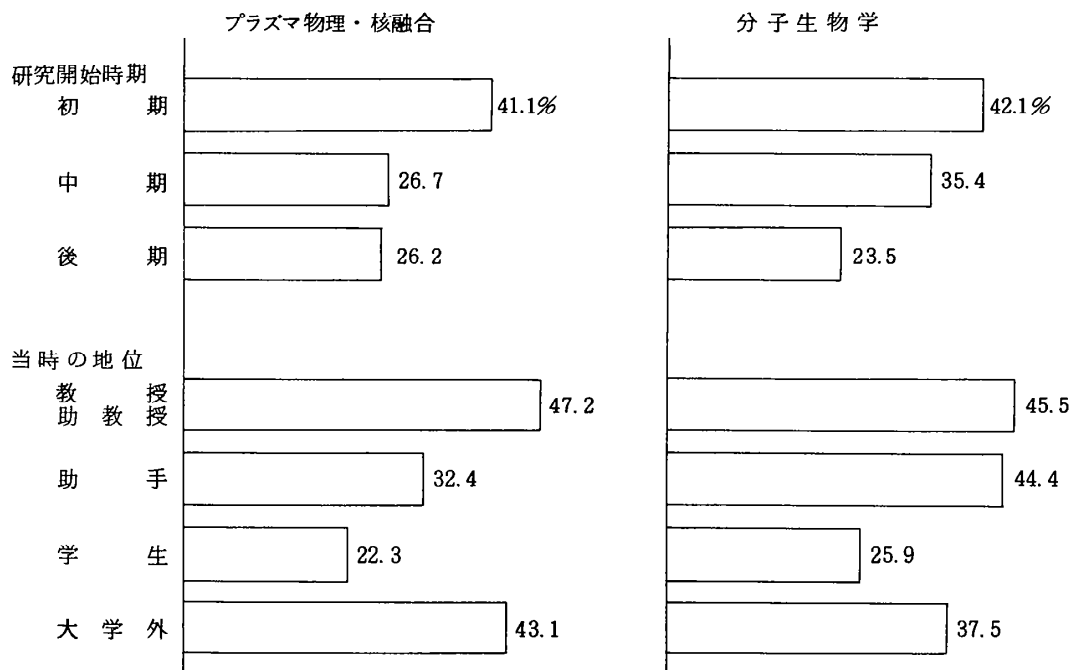 プラズマ物理・核融合 分子生物学
研究開始時期
初期 41.1% 42.1%
中期 26.7 35.4
後期 26.2 23.5
当時の地位
教授
助教授 47.2 45.5
助手 32.4 44.4
学生 22.3 25.9
大学外 43.1 37.5